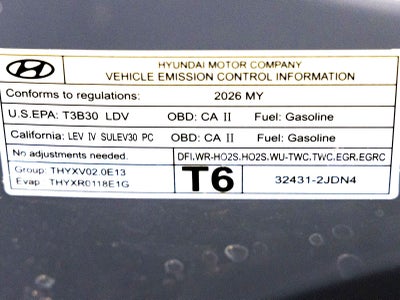 HYUNDAI MOTOR COMPANY
VEHICLE EMISSION CONTROL INFORMATION
Conforms to regulations: 2026 MY
U.S.EPA: T3B30 LDV OBD: CA II Fuel: Gasoline
California: LEV IV SULEV30 PC OBD: CA II Fuel: Gasoline
No adjustments needed. DFI.WR-HO2S.HO2S.WU-TWC.TWC.EGR.EGRC
Group: THYXV02.0E13
Evap THYXR0118E1G
T6
32431-2JDN4